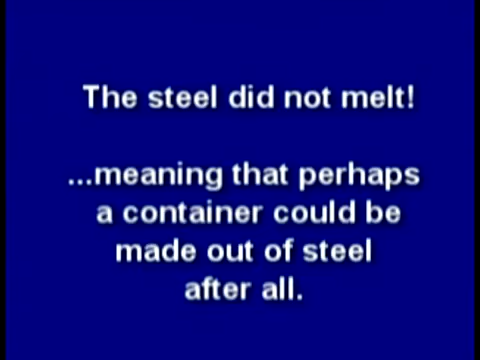 The steel did not melt!
...meaning that perhaps
a container could be
made out of steel
after all.